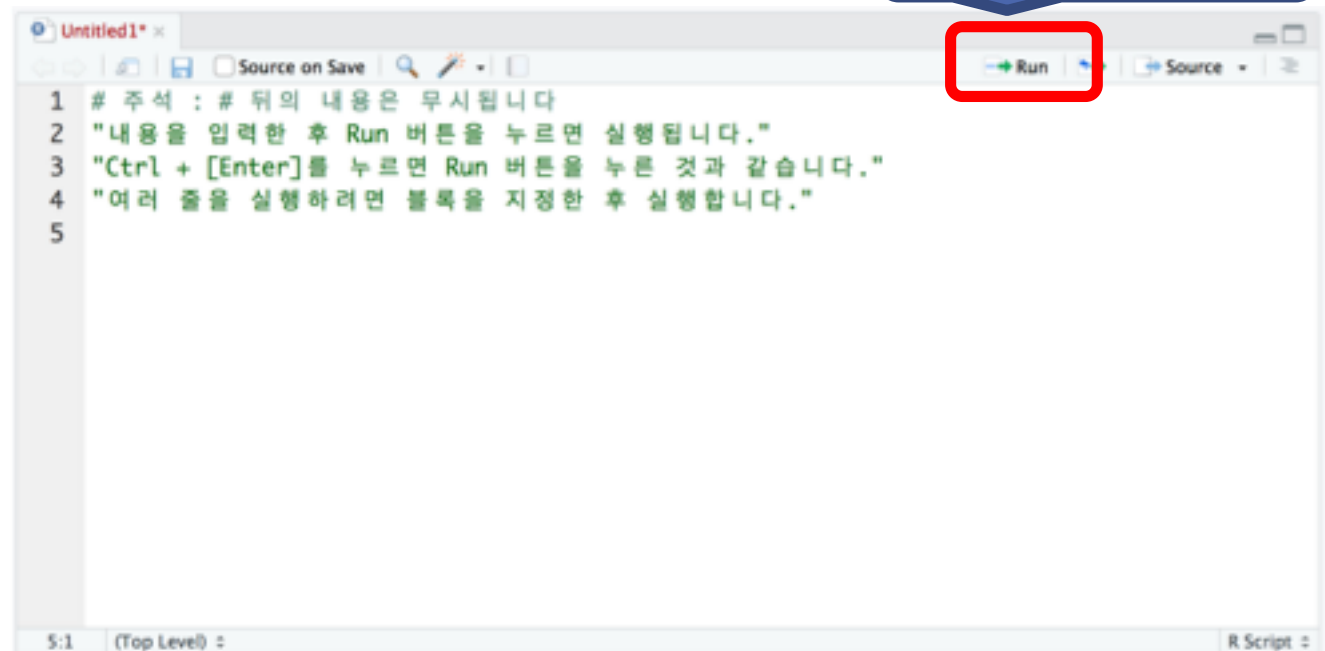 Untitled1*
Source on Save
Run
Source
1 # 주석 : # 뒤의 내용은 무시됩니다
2 "내용을 입력한 후 Run 버튼을 누르면 실행됩니다."
3 "Ctrl + [Enter]를 누르면 Run 버튼을 누른 것과 같습니다."
4 "여러 줄을 실행하려면 블록을 지정한 후 실행합니다."
5
5:1 (Top Level)
R Script